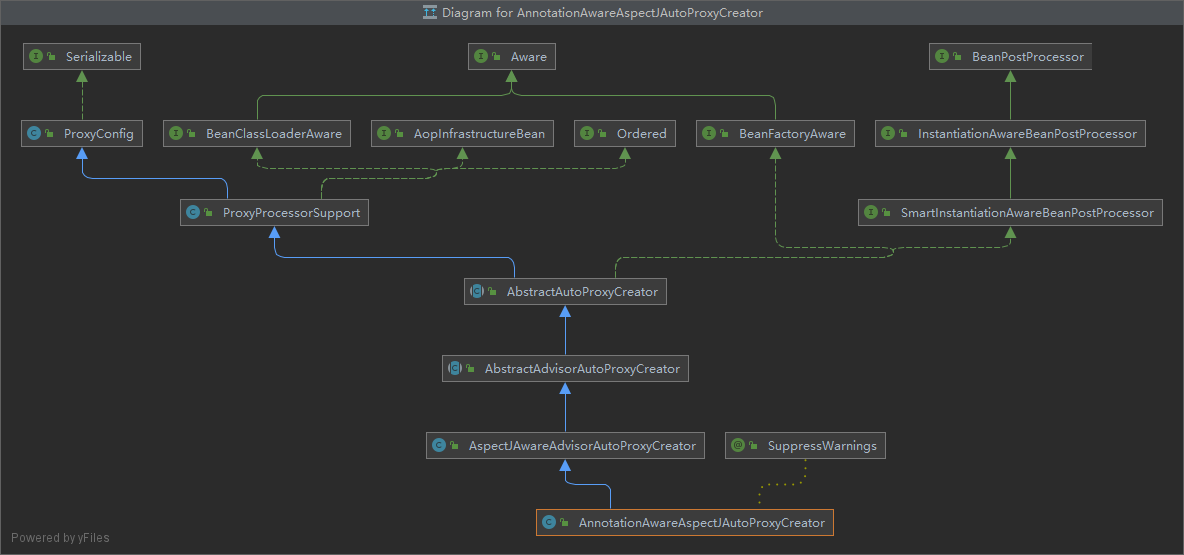 Diagram for AnnotationAwareAspectJAutoProxyCreator
Serializable
Aware
BeanPostProcessor
ProxyConfig
BeanClassLoaderAware
AopInfrastructureBean
Ordered
BeanFactoryAware
InstantiationAwareBeanPostProcessor
ProxyProcessorSupport
SmartInstantiationAwareBeanPostProcessor
AbstractAutoProxyCreator
AbstractAdvisorAutoProxyCreator
AspectJAwareAdvisorAutoProxyCreator
SuppressWarnings
AnnotationAwareAspectJAutoProxyCreator
Powered by yFiles